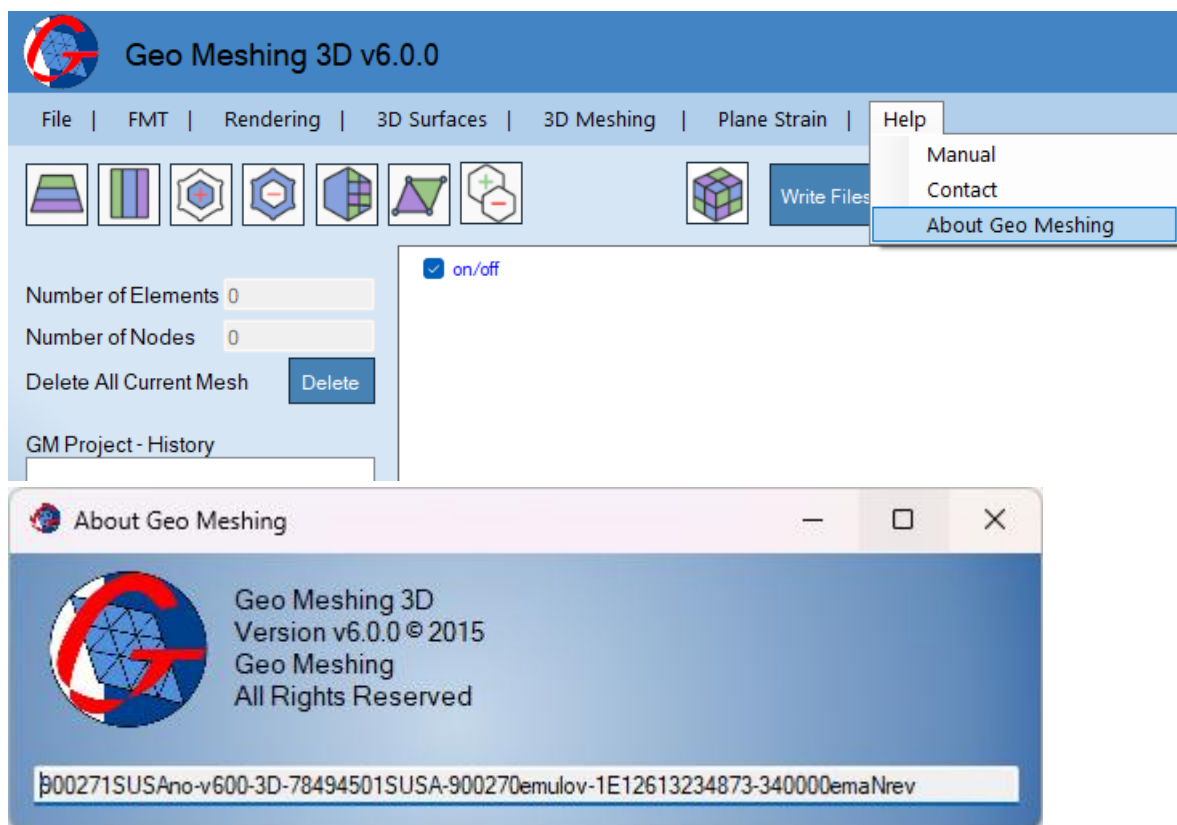 Geo Meshing 3D v6.0.0
File | FMT | Rendering | 3D Surfaces | 3D Meshing | Plane Strain | Help
Manual
Contact
About Geo Meshing
Write Files
on/off
Number of Elements 0
Number of Nodes 0
Delete All Current Mesh Delete
GM Project - History
About Geo Meshing
Geo Meshing 3D
Version v6.0.0 © 2015
Geo Meshing
All Rights Reserved
900271SUSAno-v600-3D-78494501SUSA-900270emulov-1E12613234873-340000emaNrev